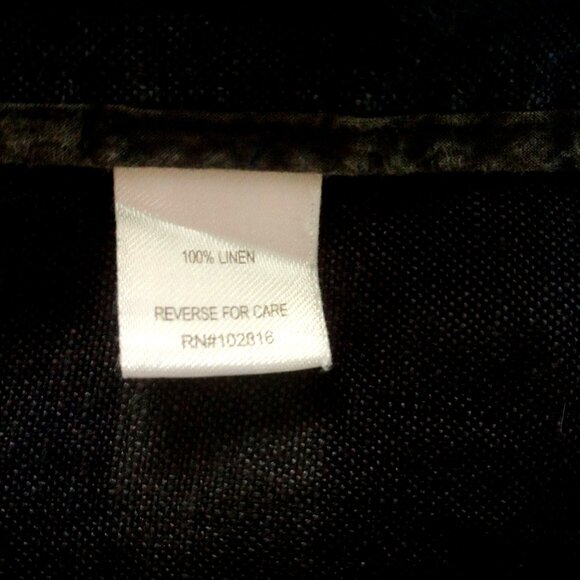 100% LINEN
REVERSE FOR CARE
RN#102816